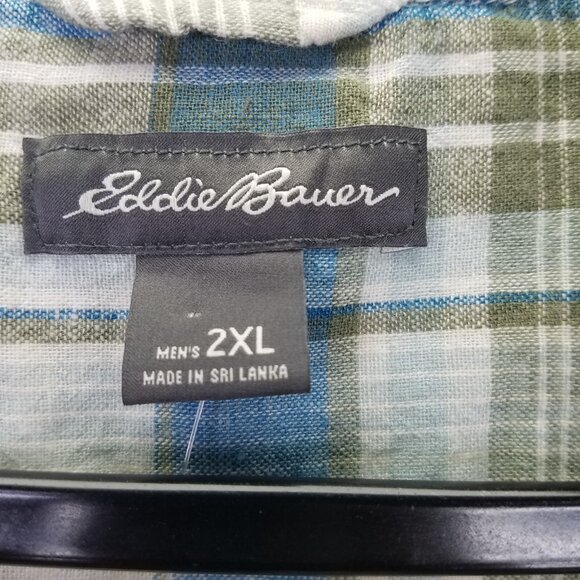 Eddie Bauer
MEN'S 2XL
MADE IN SRI LANKA